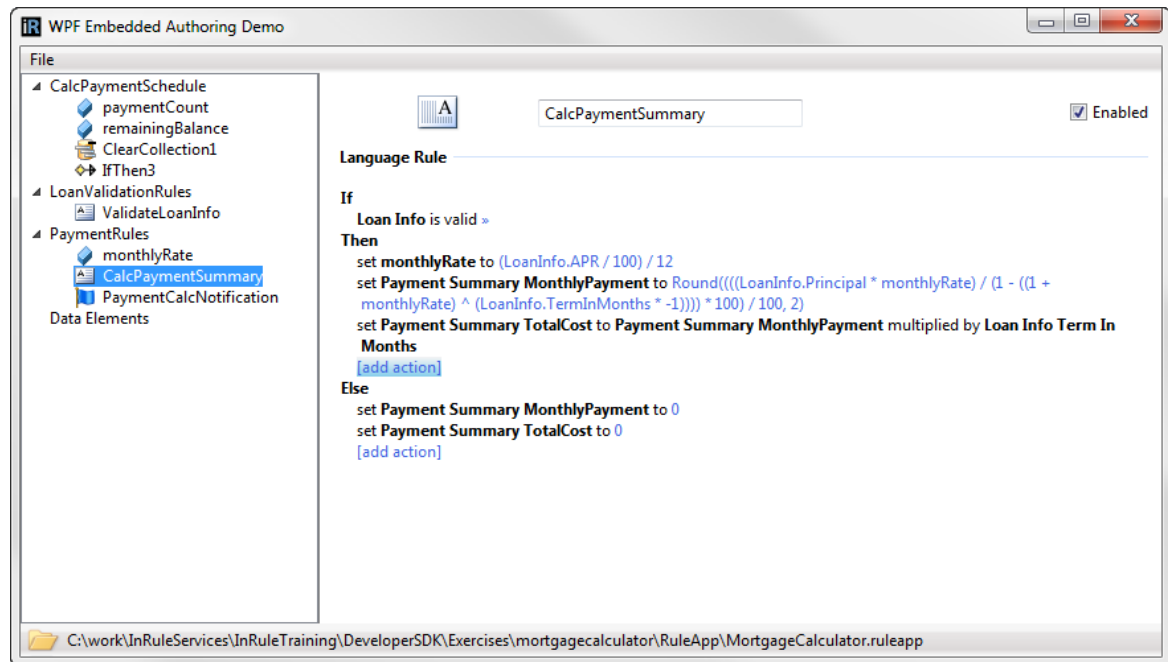 iR WPF Embedded Authoring Demo
File
CalcPaymentSchedule
paymentCount
remainingBalance
ClearCollection1
IfThen3
LoanValidationRules
ValidateLoanInfo
PaymentRules
monthlyRate
CalcPaymentSummary
PaymentCalcNotification
Data Elements
A
CalcPaymentSummary
Enabled
Language Rule
If
Loan Info is valid »
Then
set monthlyRate to (LoanInfo.APR / 100) / 12
set Payment Summary MonthlyPayment to Round((((LoanInfo.Principal * monthlyRate) / (1 - ((1 +
monthlyRate) ^ (LoanInfo.TermInMonths * -1)))) * 100) / 100, 2)
set Payment Summary TotalCost to Payment Summary MonthlyPayment multiplied by Loan Info Term In
Months
[add action]
Else
set Payment Summary MonthlyPayment to 0
set Payment Summary TotalCost to 0
[add action]
C:\work\InRuleServices\InRuleTraining\DeveloperSDK\Exercises\mortgagecalculator\RuleApp\MortgageCalculator.ruleapp